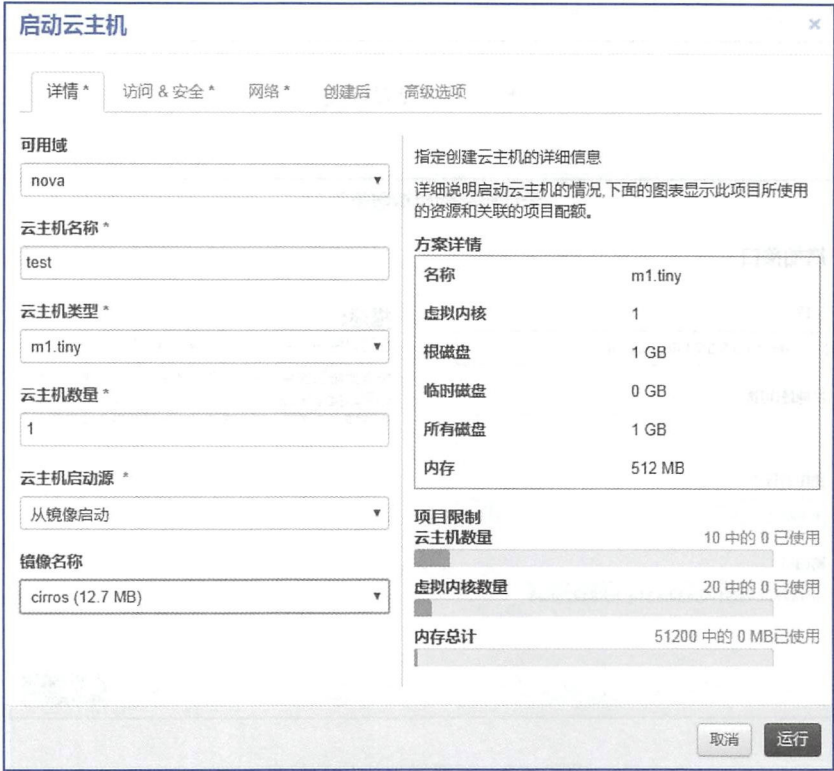 启动云主机
×
详情 *
访问 & 安全 *
网络 *
创建后
高级选项
可用域
nova
云主机名称 *
test
云主机类型 *
m1.tiny
云主机数量 *
1
云主机启动源 *
从镜像启动
镜像名称
cirros (12.7 MB)
指定创建云主机的详细信息
详细说明启动云主机的情况,下面的图表显示此项目所使用
的资源和关联的项目配额。
方案详情
名称 m1.tiny
虚拟内核 1
根磁盘 1 GB
临时磁盘 0 GB
所有磁盘 1 GB
内存 512 MB
项目限制
云主机数量 10 中的 0 已使用
虚拟内核数量 20 中的 0 已使用
内存总计 51200 中的 0 MB已使用
取消
运行